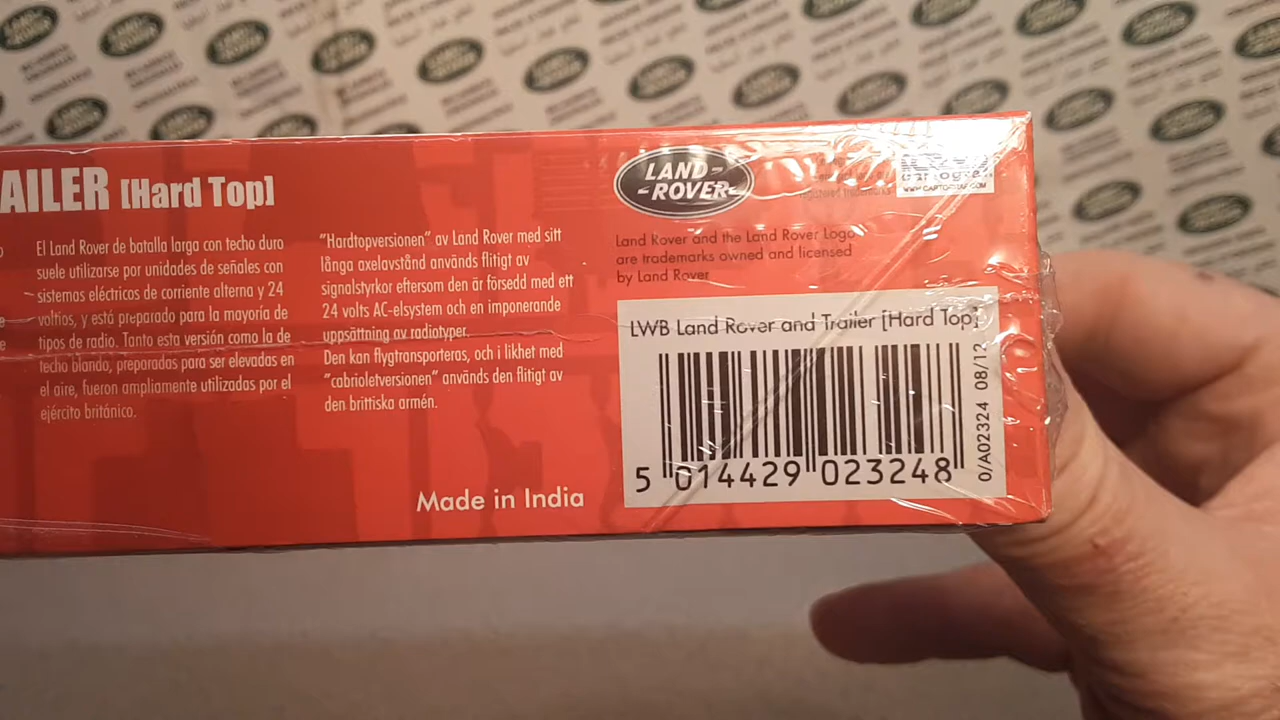 AILER [Hard Top]
El Land Rover de batalla larga con techo duro
suele utilizarse por unidades de señales con
sistemas eléctricos de corriente alterna y 24
voltios, y está preparado para la mayoría de
tipos de radio. Tanto esta versión como la de
techo blando, preparadas para ser elevadas en
el aire, fueron ampliamente utilizadas por el
ejército británico.
"Hardtopversionen" av Land Rover med sitt
långa axelavstånd används flitigt av
signalstyrkor eftersom den är försedd med ett
24 volts AC-elsystem och en imponerande
uppsättning av radiotyper.
Den kan flygtransporteras, och i likhet med
"cabrioletversionen" används den flitigt av
den brittiska armén.
Made in India
LAND-
-ROVER
Land Rover and the Land Rover Logo
are trademarks owned and licensed
by Land Rover
LWB Land Rover and Trailer [Hard Top]
5 014429 023248
0/A02324 08/12